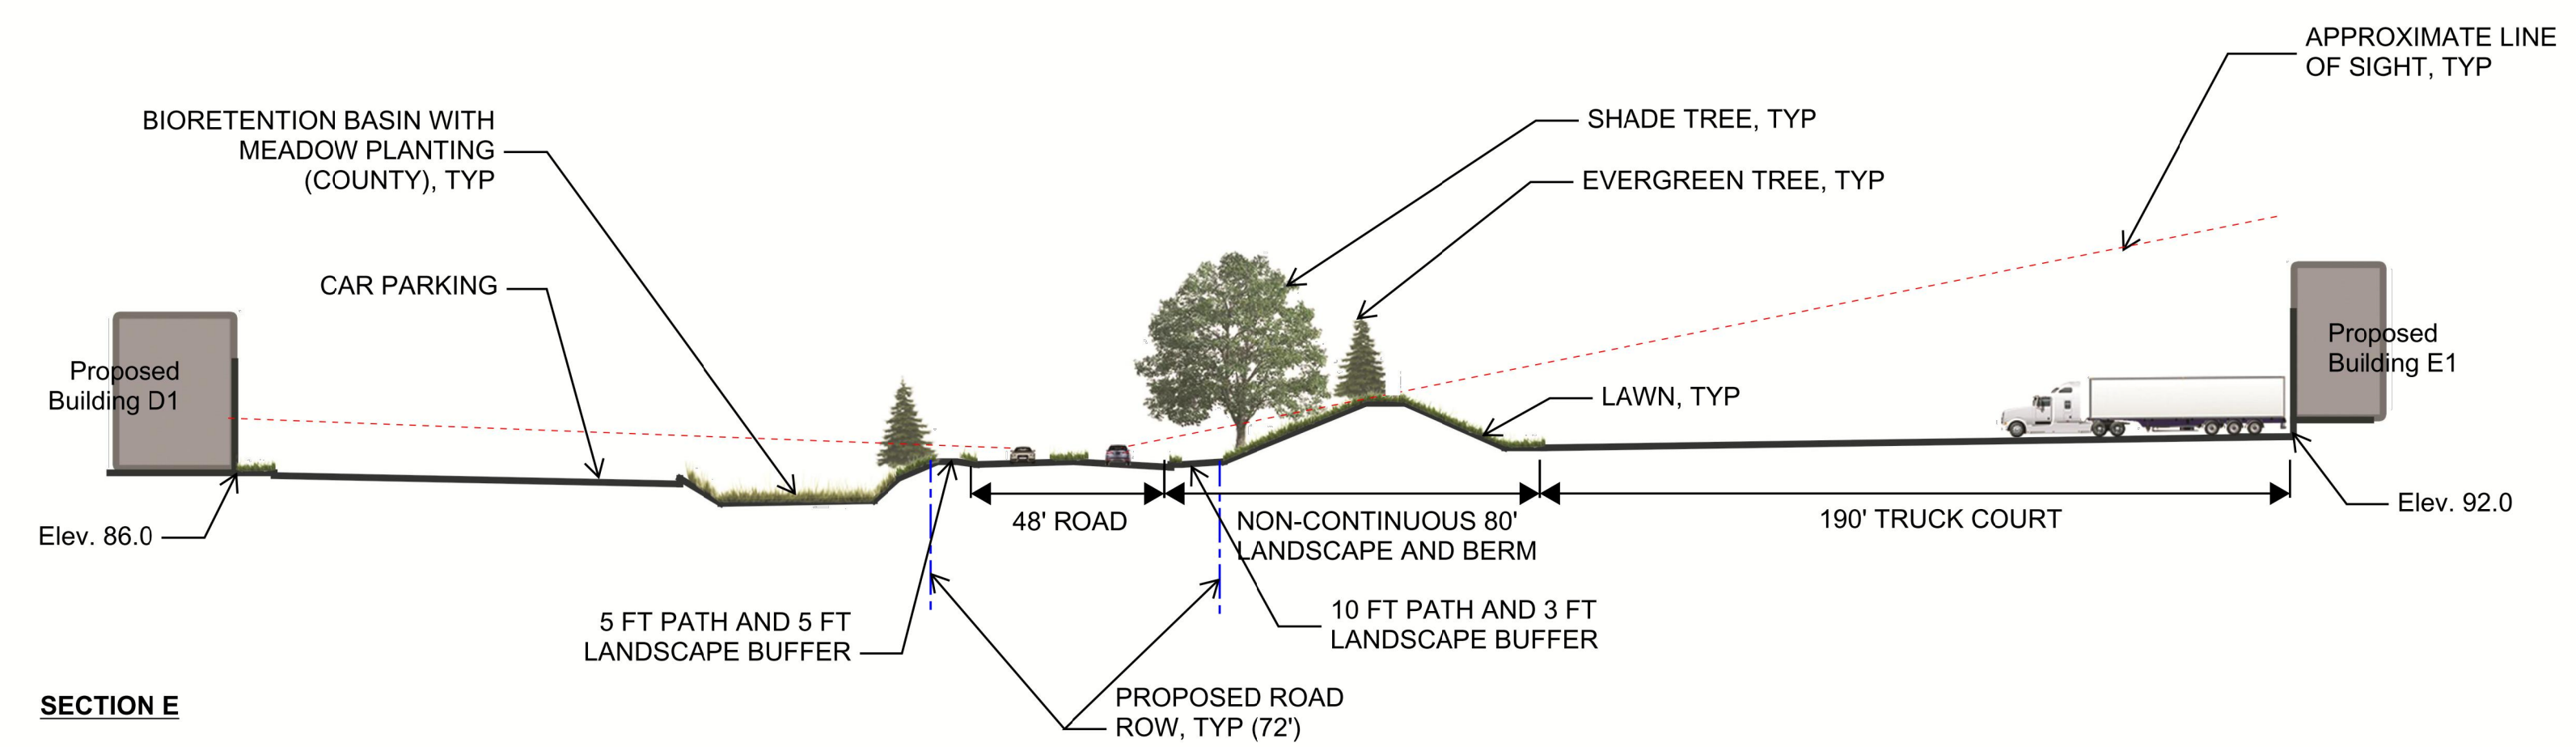 APPROXIMATE LINE
OF SIGHT, TYP
BIORETENTION BASIN WITH
MEADOW PLANTING
(COUNTY), TYP
SHADE TREE, TYP
EVERGREEN TREE, TYP
CAR PARKING
Proposed
Building D1
Proposed
Building E1
LAWN, TYP
Elev. 86.0
Elev. 92.0
48' ROAD
NON-CONTINUOUS 80'
LANDSCAPE AND BERM
190' TRUCK COURT
5 FT PATH AND 5 FT
LANDSCAPE BUFFER
10 FT PATH AND 3 FT
LANDSCAPE BUFFER
PROPOSED ROAD
ROW, TYP (72')
SECTION E